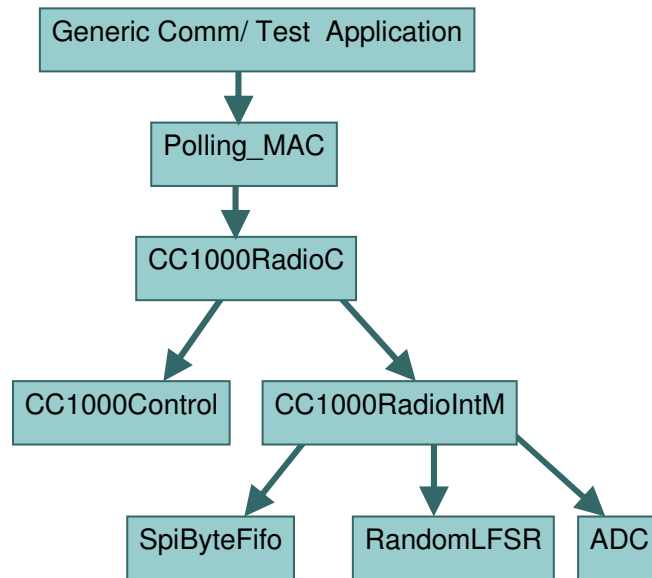 Generic Comm/ Test  Application
Polling_MAC
CC1000RadioC
CC1000Control
CC1000RadioIntM
SpiByteFifo
RandomLFSR
ADC